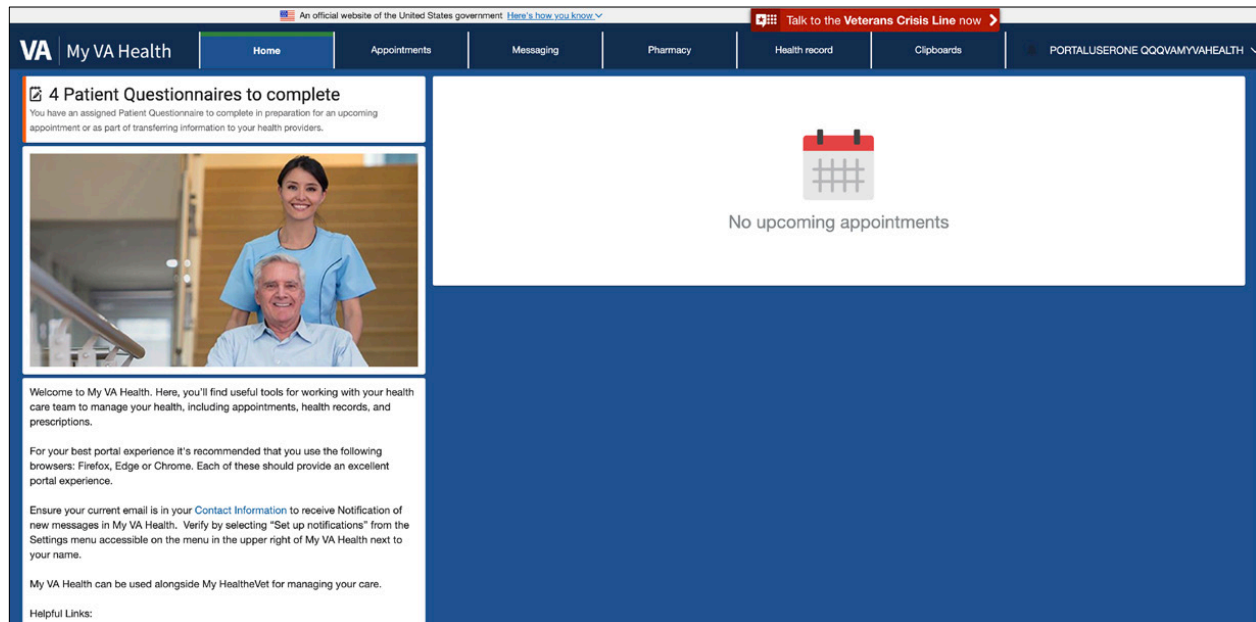 An official website of the United States government Here's how you know
Talk to the Veterans Crisis Line now
VA My VA Health
Home
Appointments
Messaging
Pharmacy
Health record
Clipboards
PORTALUSERONE QQQVAMYVAHEALTH
4 Patient Questionnaires to complete
You have an assigned Patient Questionnaire to complete in preparation for an upcoming
appointment or as part of transferring information to your health providers.
No upcoming appointments
Welcome to My VA Health. Here, you'll find useful tools for working with your health
care team to manage your health, including appointments, health records, and
prescriptions.
For your best portal experience it's recommended that you use the following
browsers: Firefox, Edge or Chrome. Each of these should provide an excellent
portal experience.
Ensure your current email is in your Contact Information to receive Notification of
new messages in My VA Health. Verify by selecting “Set up notifications” from the
Settings menu accessible on the menu in the upper right of My VA Health next to
your name.
My VA Health can be used alongside My HealtheVet for managing your care.
Helpful Links: